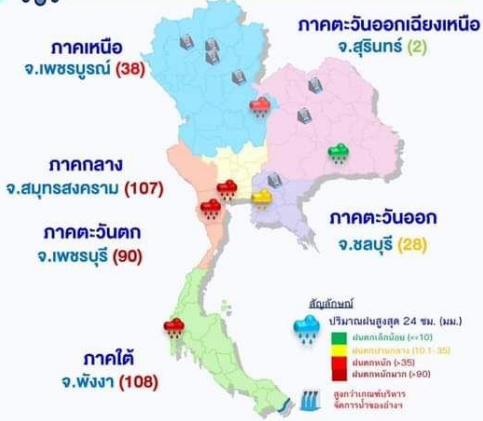 ภาคเหนือ
จ.เพชรบูรณ์ (38)
ภาคตะวันออกเฉียงเหนือ
จ.สุรินทร์ (2)
ภาคกลาง
จ.สมุทรสงคราม (107)
ภาคตะวันตก
จ.เพชรบุรี (90)
ภาคตะวันออก
จ.ชลบุรี (28)
ภาคใต้
จ.พังงา (108)
สัญลักษณ์
ปริมาณฝนสูงสุด 24 ชม. (มม.)
ฝนตกเล็กน้อย (<=10)
ฝนตกปานกลาง (10.1-35)
ฝนตกหนัก (>35)
ฝนตกหนักมาก (>90)
สูงกว่าเกณฑ์บริหาร
จัดการน้ำของอ่างฯ